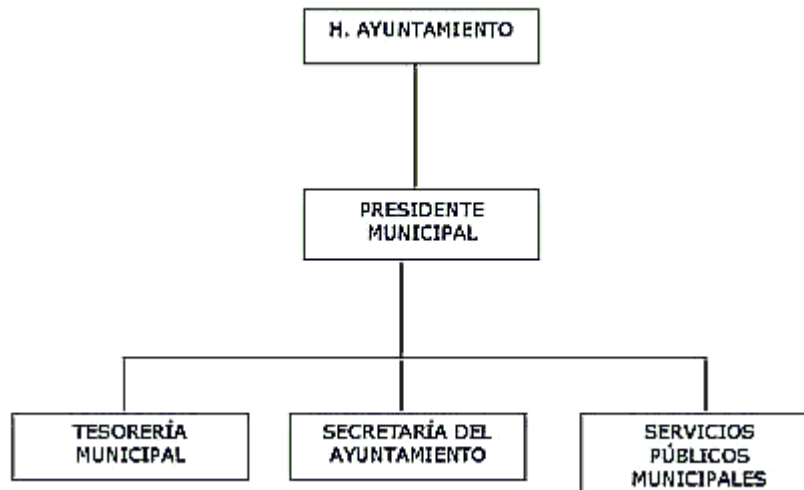 H. AYUNTAMIENTO
PRESIDENTE
MUNICIPAL
TESORERÍA
MUNICIPAL
SECRETARÍA DEL
AYUNTAMIENTO
SERVICIOS
PÚBLICOS
MUNICIPALES